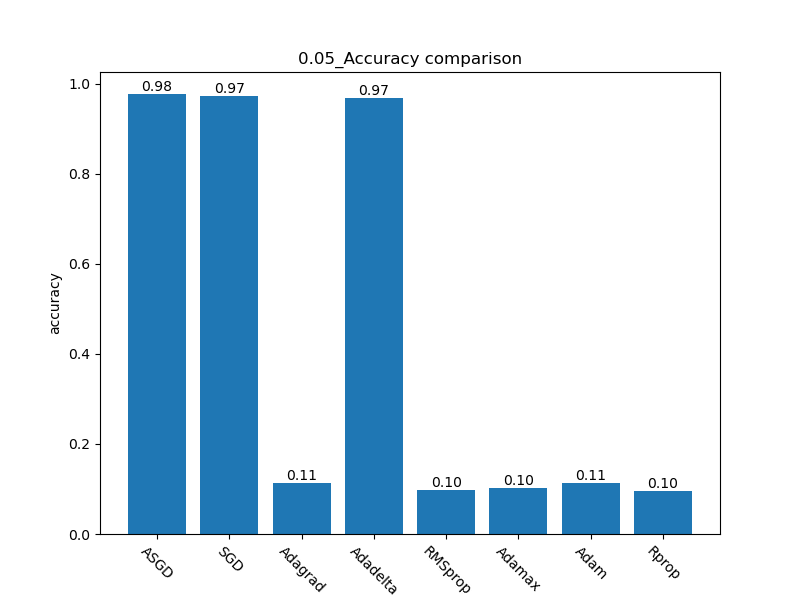 0.05_Accuracy comparison
1.0
0.8
0.6
0.4
0.2
0.0
accuracy
0.98
0.97
0.11
0.97
0.10
0.10
0.11
0.10
ASGD
SGD
Adagrad
Adadelta
RMSprop
Adamax
Adam
Rprop